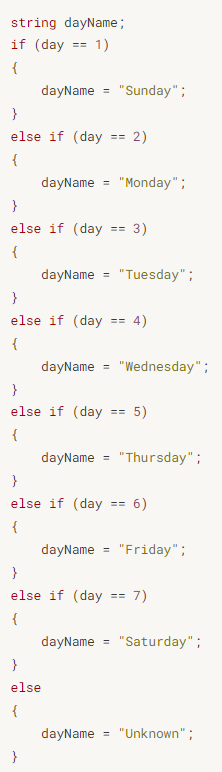 string dayName;
if (day == 1)
{
    dayName = "Sunday";
}
else if (day == 2)
{
    dayName = "Monday";
}
else if (day == 3)
{
    dayName = "Tuesday";
}
else if (day == 4)
{
    dayName = "Wednesday";
}
else if (day == 5)
{
    dayName = "Thursday";
}
else if (day == 6)
{
    dayName = "Friday";
}
else if (day == 7)
{
    dayName = "Saturday";
}
else
{
    dayName = "Unknown";
}